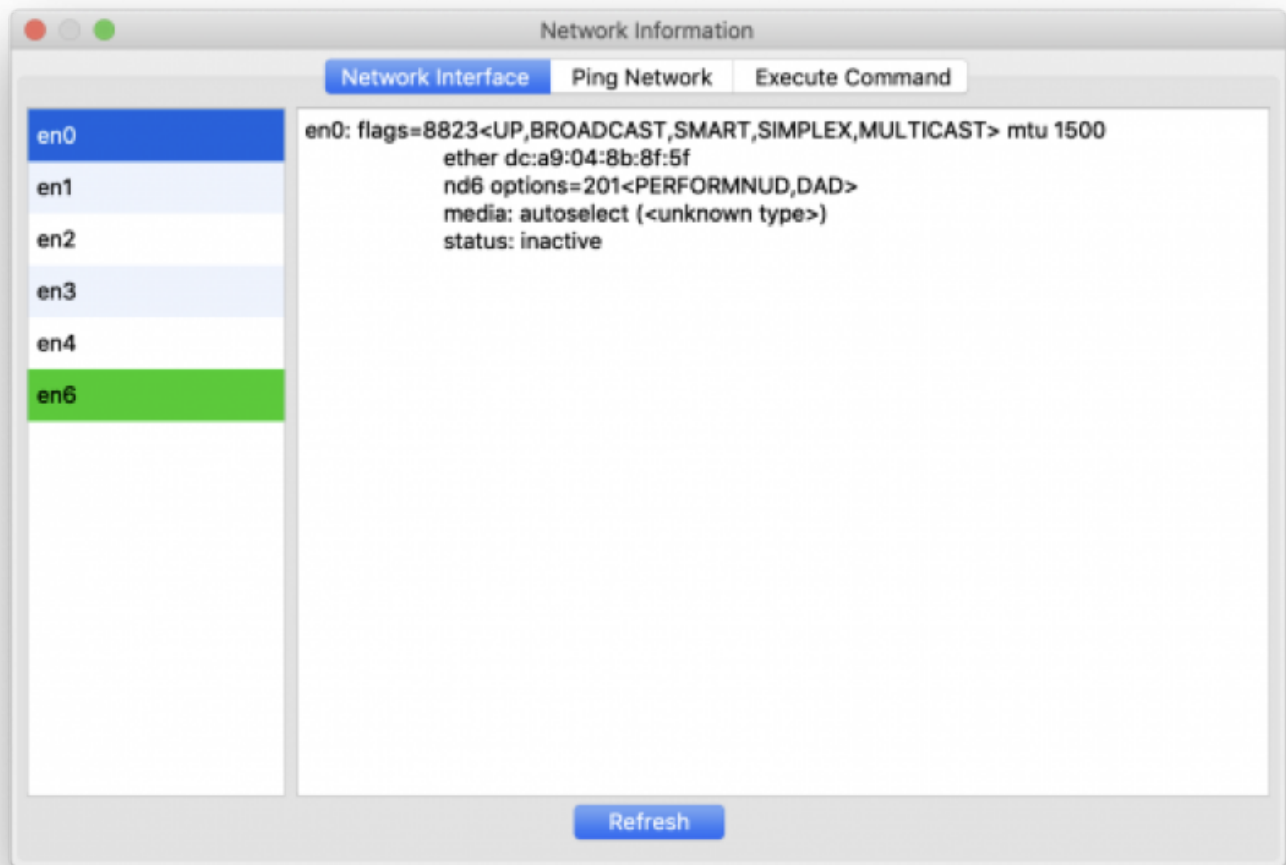 Network Information
Network Interface Ping Network Execute Command
en0
en1
en2
en3
en4
en6
en0: flags=8823<UP,BROADCAST,SMART,SIMPLEX,MULTICAST> mtu 1500
ether dc:a9:04:8b:8f:5f
nd6 options=201<PERFORMNUD,DAD>
media: autoselect (<unknown type>)
status: inactive
Refresh